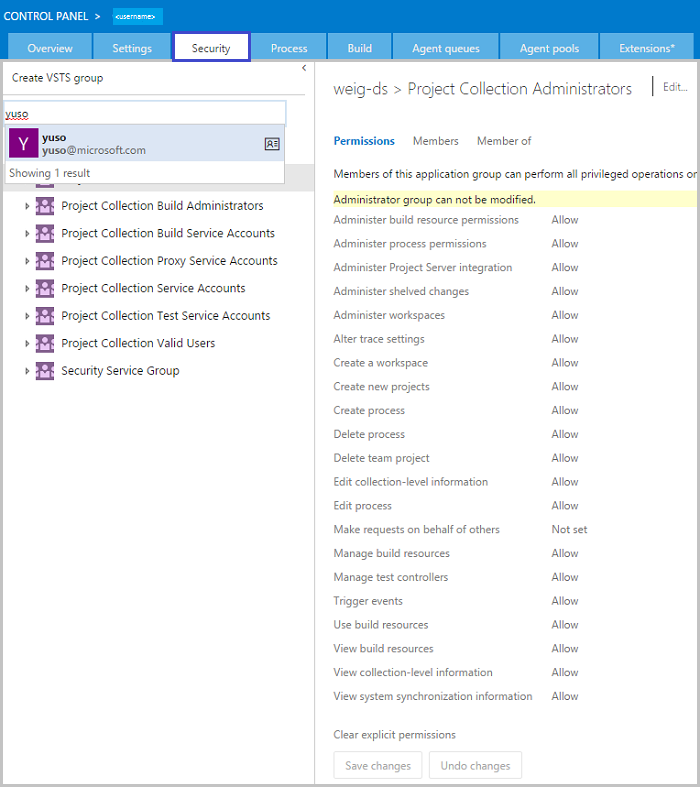 CONTROL PANEL > <username>
Overview Settings Security Process Build Agent queues Agent pools Extensions*
Create VSTS group
yuso
Y
yuso
yuso@microsoft.com
Showing 1 result
Project Collection Build Administrators
Project Collection Build Service Accounts
Project Collection Proxy Service Accounts
Project Collection Service Accounts
Project Collection Test Service Accounts
Project Collection Valid Users
Security Service Group
weig-ds > Project Collection Administrators Edit...
Permissions Members Member of
Members of this application group can perform all privileged operations or
Administrator group can not be modified.
Administer build resource permissions Allow
Administer process permissions Allow
Administer Project Server integration Allow
Administer shelved changes Allow
Administer workspaces Allow
Alter trace settings Allow
Create a workspace Allow
Create new projects Allow
Create process Allow
Delete process Allow
Delete team project Allow
Edit collection-level information Allow
Edit process Allow
Make requests on behalf of others Not set
Manage build resources Allow
Manage test controllers Allow
Trigger events Allow
Use build resources Allow
View build resources Allow
View collection-level information Allow
View system synchronization information Allow
Clear explicit permissions
Save changes Undo changes